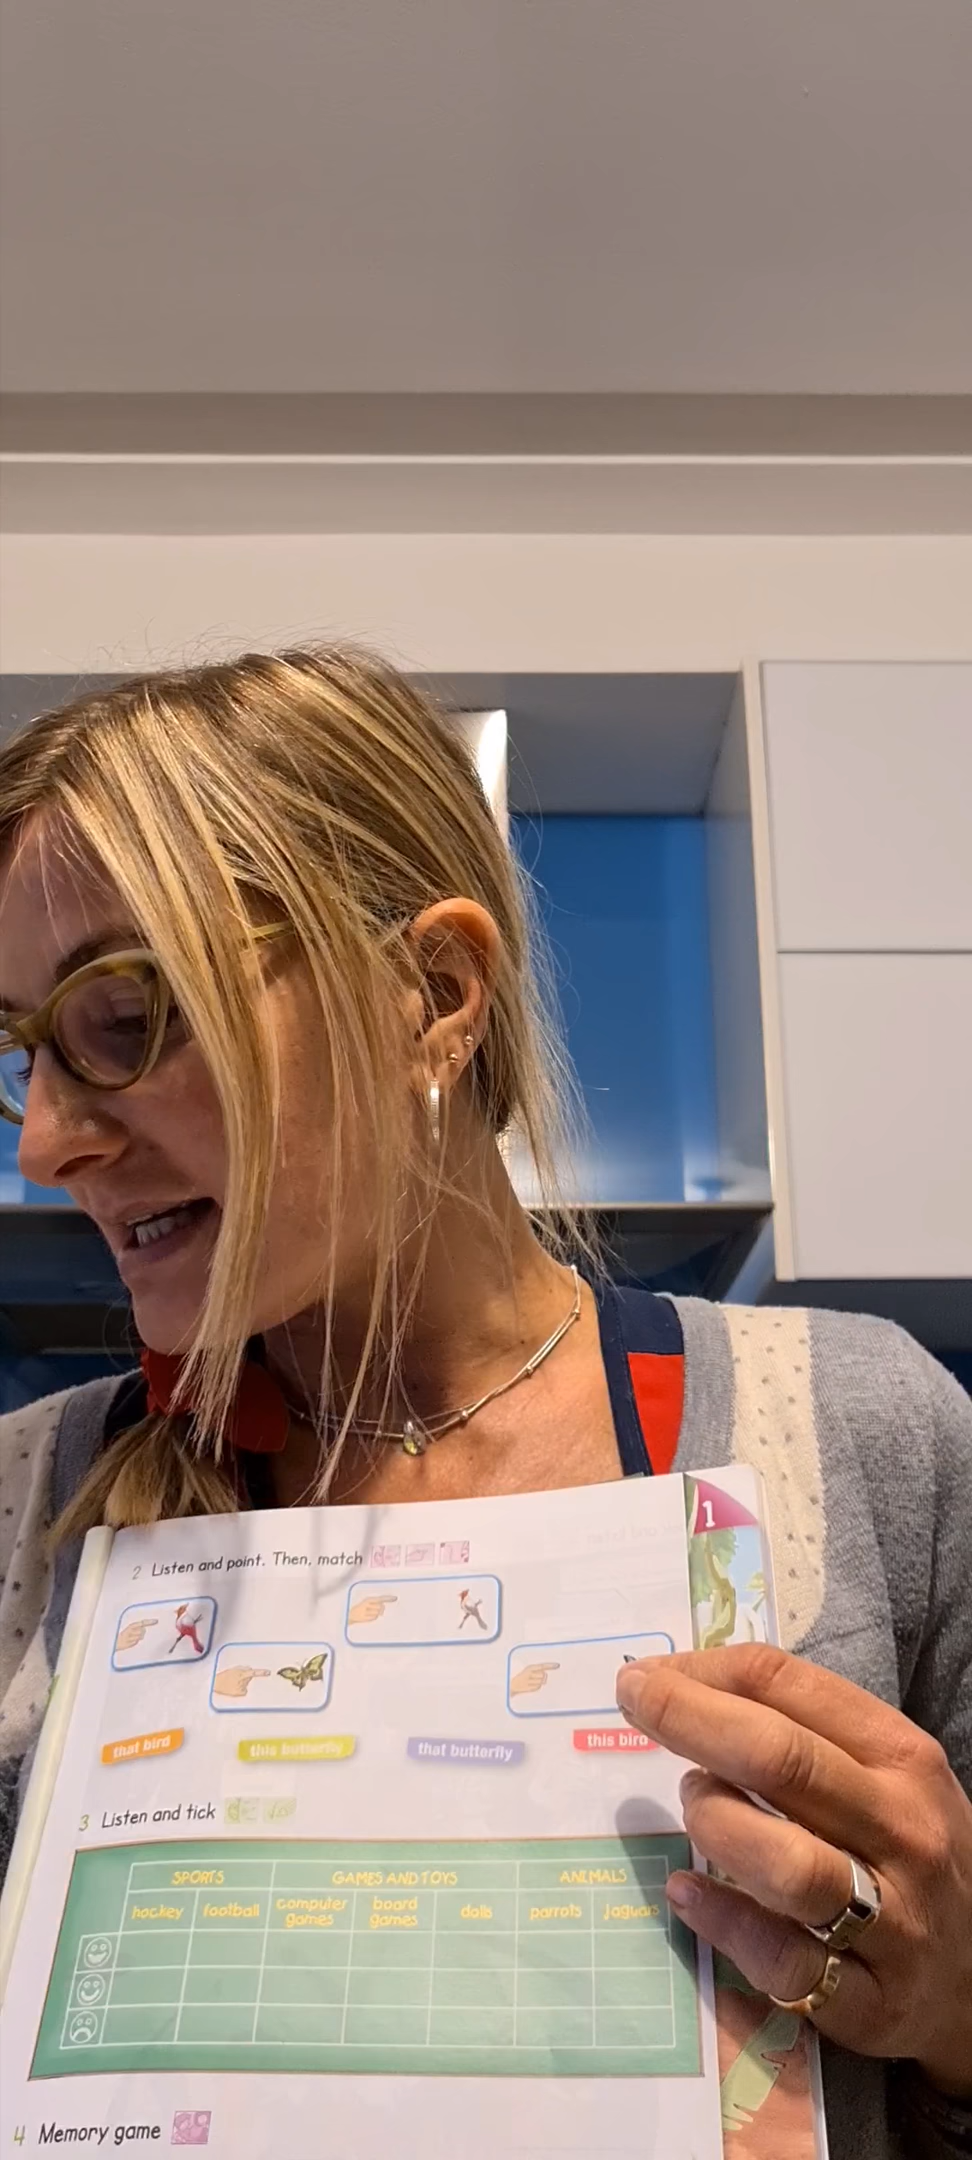 1
2 Listen and point. Then, match
that bird
this butterfly
that butterfly
this bird
3 Listen and tick
SPORTS GAMES AND TOYS ANIMALS
hockey football computer games board games dolls parrots jaguars
4 Memory game